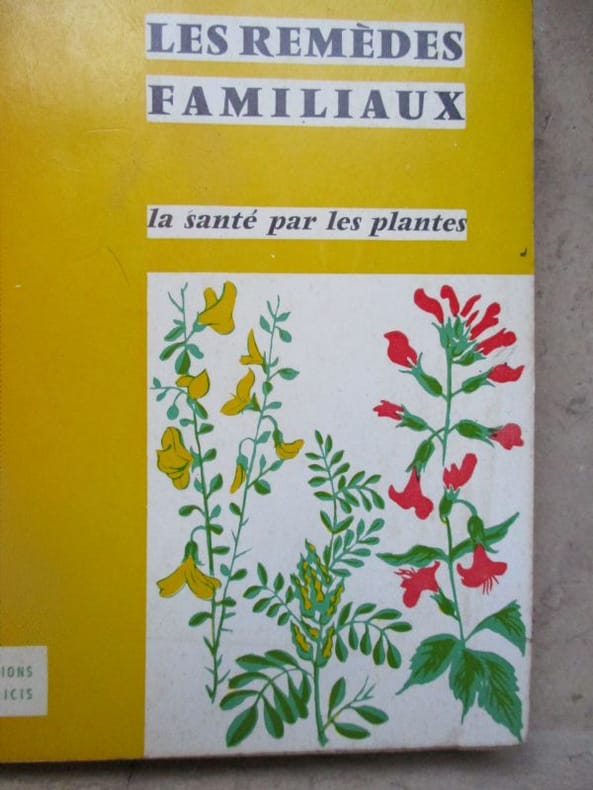 LES REMÈDES
FAMILIAUX
la santé par les plantes
IONS
ICIS